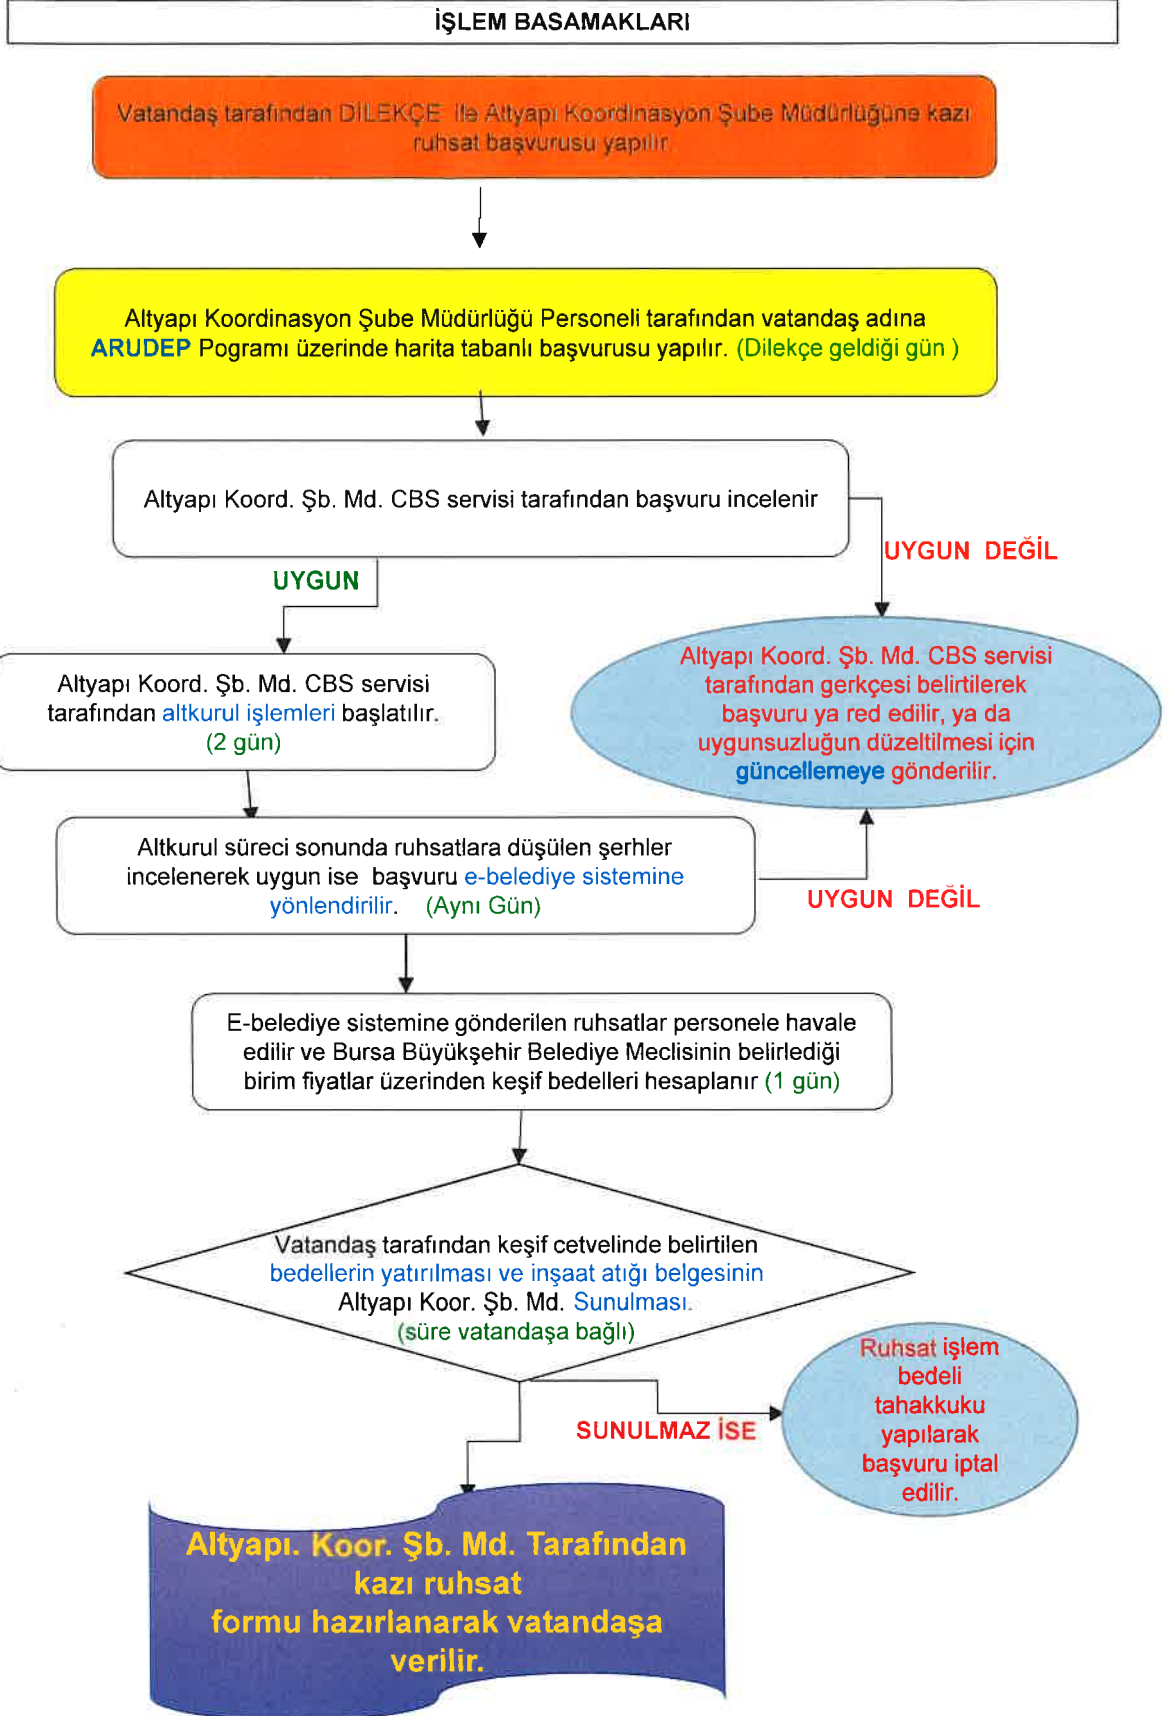 İŞLEM BASAMAKLARI
Vatandaş tarafından DİLEKÇE ile Altyapı Koordinasyon Şube Müdürlüğüne kazı
ruhsat başvurusu yapılır
Altyapı Koordinasyon Şube Müdürlüğü Personeli tarafından vatandaş adına
ARUDEP Pogramı üzerinde harita tabanlı başvurusu yapılır. (Dilekçe geldiği gün )
Altyapı Koord. Şb. Md. CBS servisi tarafından başvuru incelenir
UYGUN DEĞİL
UYGUN
Altyapı Koord. Şb. Md. CBS servisi
tarafından altkurul işlemleri başlatılır.
(2 gün)
Altyapı Koord. Şb. Md. CBS servisi
tarafından gerkçesi belirtilerek
başvuru ya red edilir, ya da
uygunsuzluğun düzeltilmesi için
güncellemeye gönderilir.
Altkurul süreci sonunda ruhsatlara düşülen şerhler
incelenerek uygun ise başvuru e-belediye sistemine
yönlendirilir. (Aynı Gün)
UYGUN DEĞİL
E-belediye sistemine gönderilen ruhsatlar personele havale
edilir ve Bursa Büyükşehir Belediye Meclisinin belirlediği
birim fiyatlar üzerinden keşif bedelleri hesaplanır (1 gün)
Vatandaş tarafından keşif cetvelinde belirtilen
bedellerin yatırılması ve inşaat atığı belgesinin
Altyapı Koor. Şb. Md. Sunulması.
(süre vatandaşa bağlı)
SUNULMAZ İSE
Ruhsat işlem
bedeli
tahakkuku
yapılarak
başvuru iptal
edilir.
Altyapı. Koor. Şb. Md. Tarafından
kazı ruhsat
formu hazırlanarak vatandaşa
verilir.